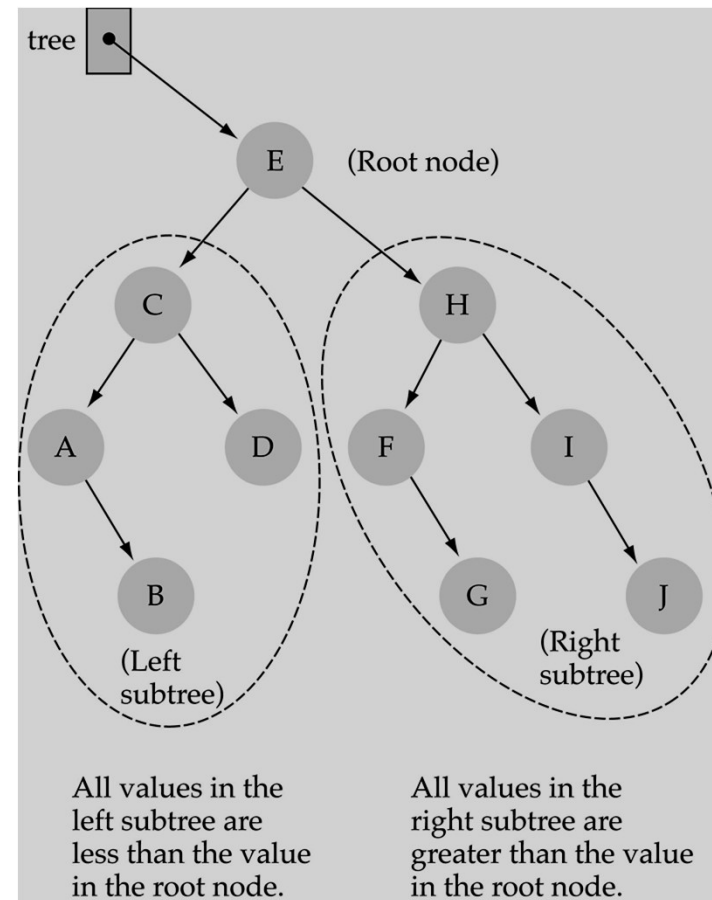 tree
E
(Root node)
C
H
A
D
F
I
B
G
J
(Left
subtree)
(Right
subtree)
All values in the
left subtree are
less than the value
in the root node.
All values in the
right subtree are
greater than the value
in the root node.